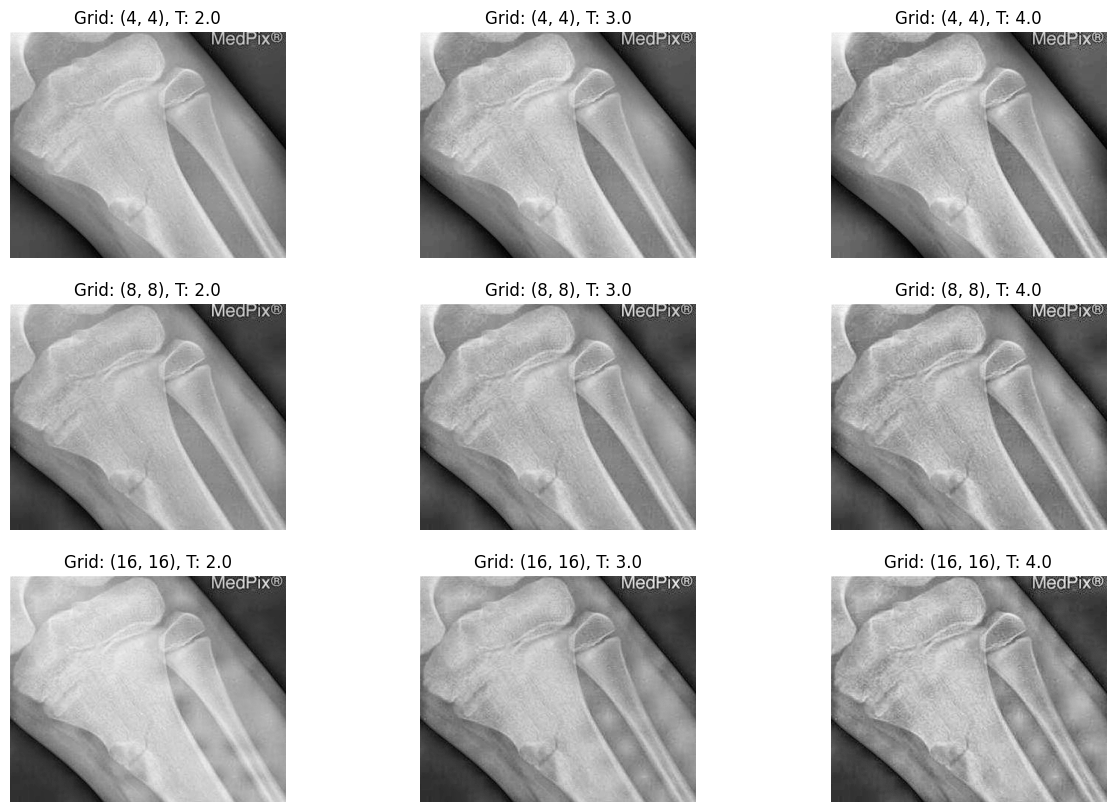 Grid: (4, 4), T: 2.0
MedPix®
Grid: (4, 4), T: 3.0
MedPix®
Grid: (4, 4), T: 4.0
MedPix®
Grid: (8, 8), T: 2.0
MedPix®
Grid: (8, 8), T: 3.0
MedPix®
Grid: (8, 8), T: 4.0
MedPix®
Grid: (16, 16), T: 2.0
MedPix®
Grid: (16, 16), T: 3.0
MedPix®
Grid: (16, 16), T: 4.0
MedPix®